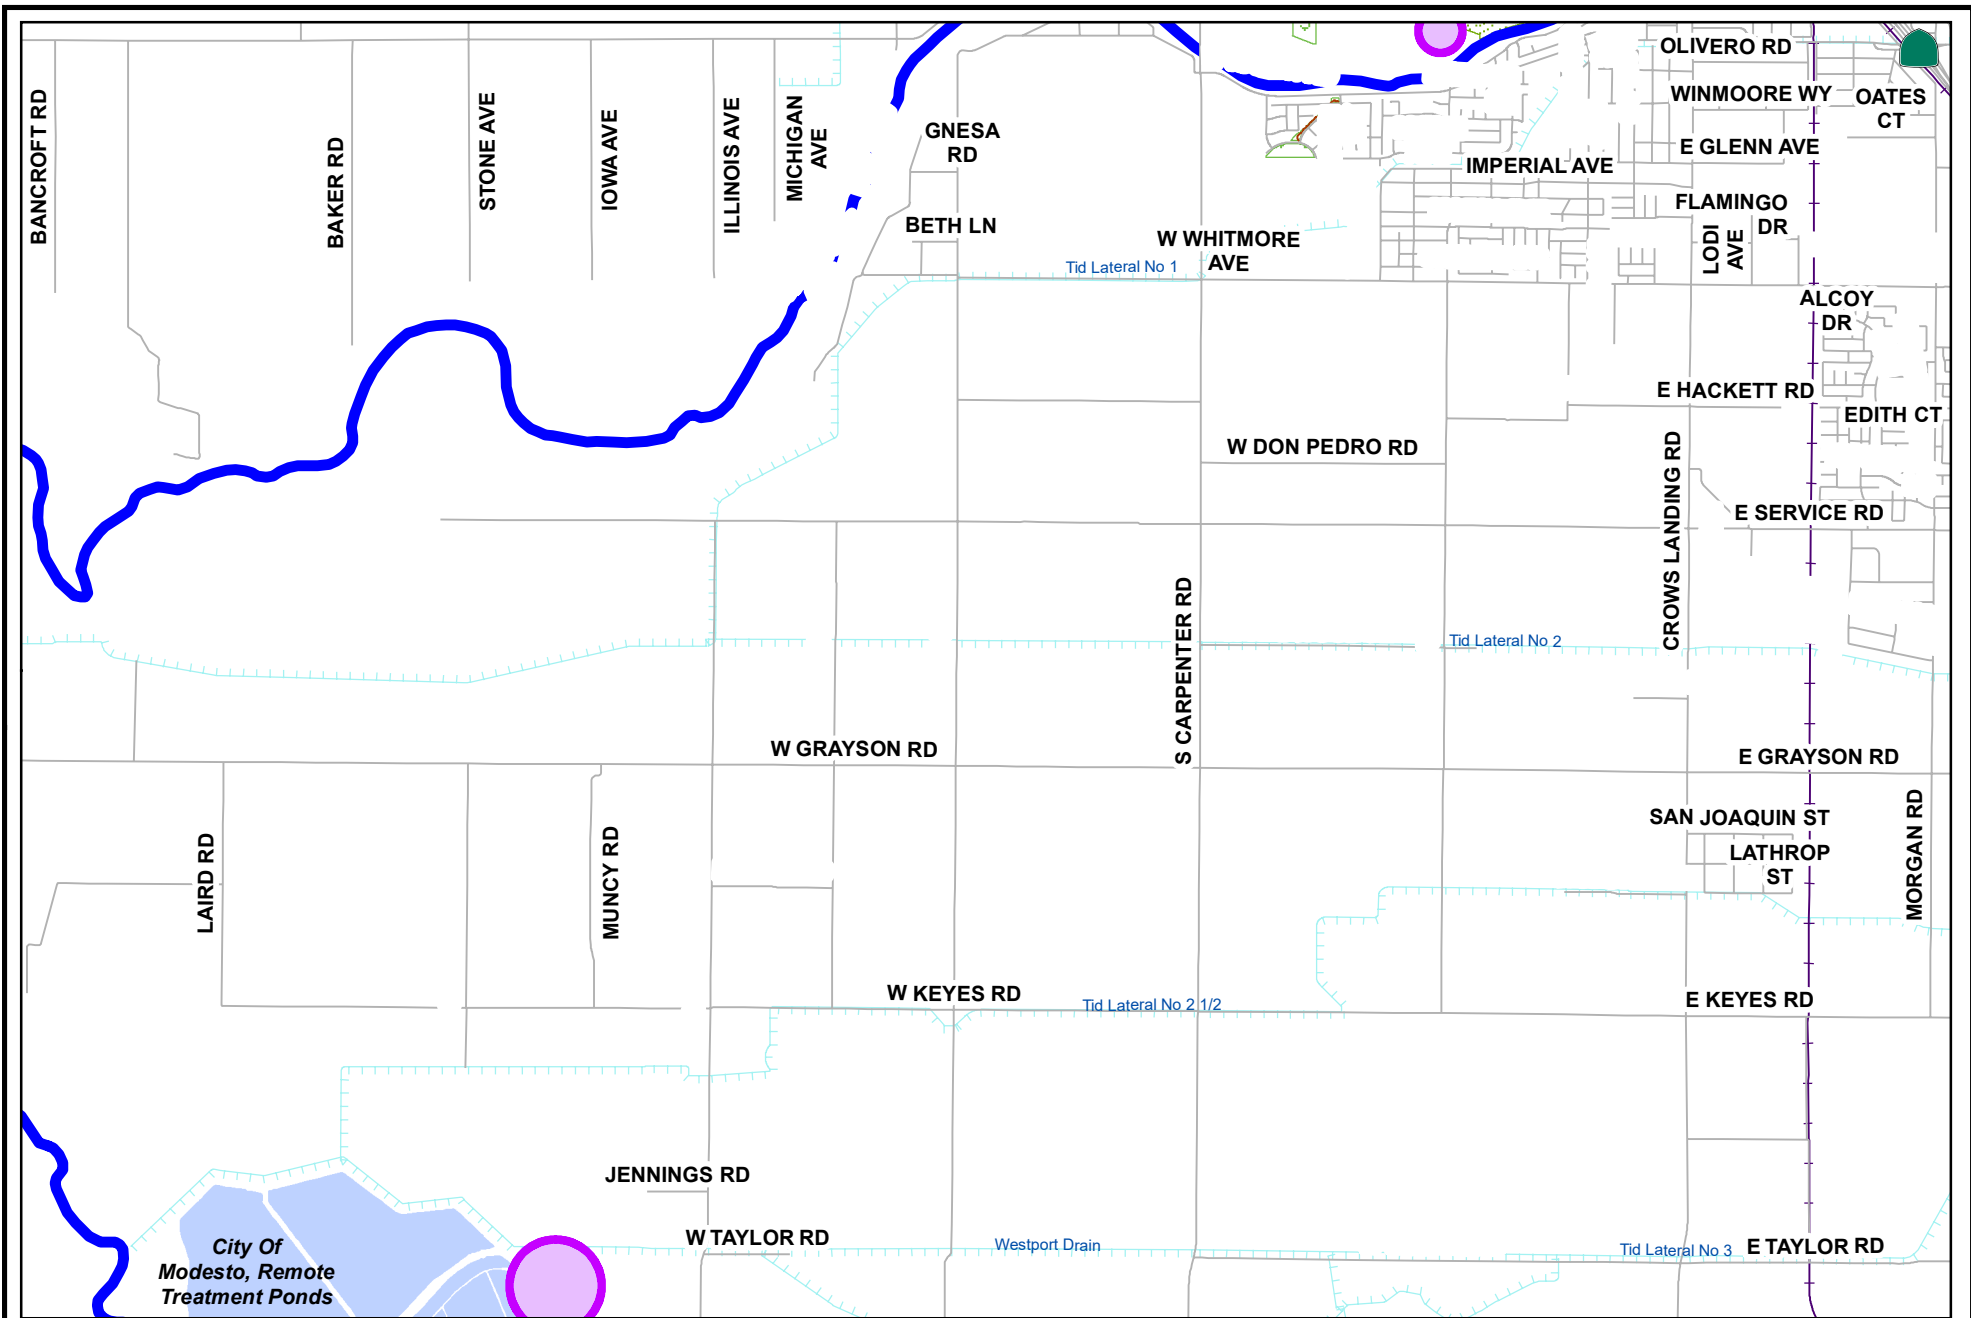 OLIVERO RD
WINMOORE WY
OATES
CT
BANCROFT RD
BAKER RD
STONE AVE
IOWA AVE
ILLINOIS AVE
MICHIGAN
AVE
GNESA
RD
E GLENN AVE
IMPERIAL AVE
FLAMINGO
DR
BETH LN
W WHITMORE
AVE
LODI
AVE
Tid Lateral No 1
ALCOY
DR
E HACKETT RD
EDITH CT
W DON PEDRO RD
CROWS LANDING RD
E SERVICE RD
S CARPENTER RD
Tid Lateral No 2
W GRAYSON RD
E GRAYSON RD
LAIRD RD
MUNCY RD
SAN JOAQUIN ST
LATHROP
ST
MORGAN RD
W KEYES RD
Tid Lateral No 2 1/2
E KEYES RD
JENNINGS RD
W TAYLOR RD
Westport Drain
Tid Lateral No 3
E TAYLOR RD
City Of
Modesto, Remote
Treatment Ponds